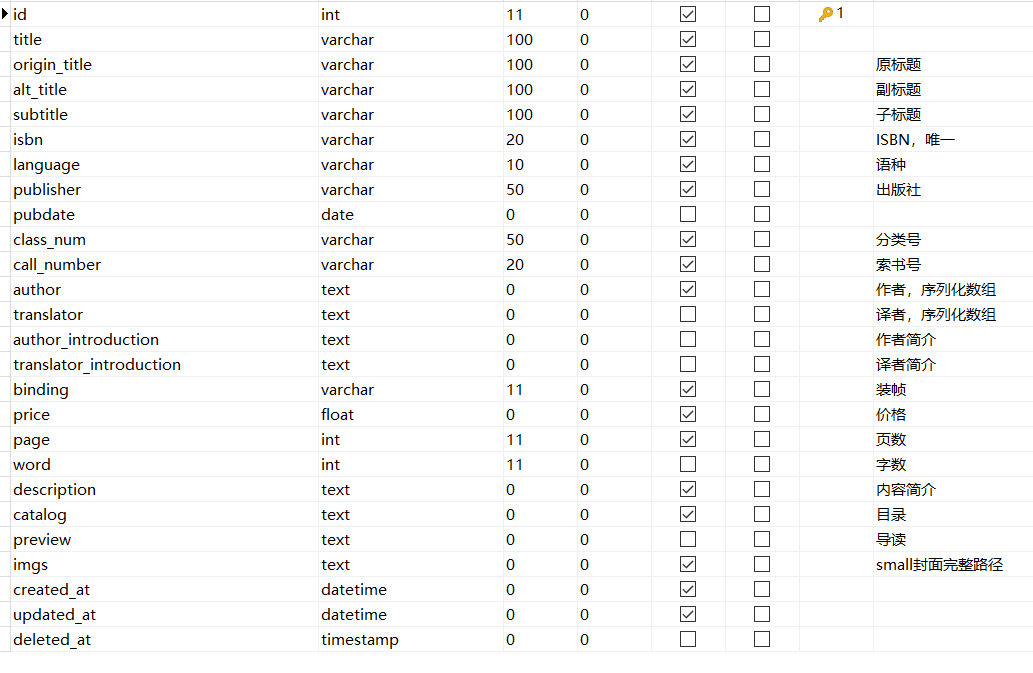 id int 11 0 1
title varchar 100 0
origin_title varchar 100 0 原标题
alt_title varchar 100 0 副标题
subtitle varchar 100 0 子标题
isbn varchar 20 0 ISBN，唯一
language varchar 10 0 语种
publisher varchar 50 0 出版社
pubdate date 0 0
class_num varchar 50 0 分类号
call_number varchar 20 0 索书号
author text 0 0 作者，序列化数组
translator text 0 0 译者，序列化数组
author_introduction text 0 0 作者简介
translator_introduction text 0 0 译者简介
binding varchar 11 0 装帧
price float 0 0 价格
page int 11 0 页数
word int 11 0 字数
description text 0 0 内容简介
catalog text 0 0 目录
preview text 0 0 导读
imgs text 0 0 small封面完整路径
created_at datetime 0 0
updated_at datetime 0 0
deleted_at timestamp 0 0